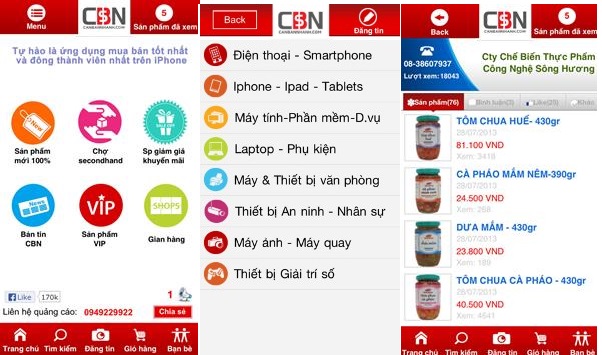 Menu
CBN
CANBANNHANH.COM
5
Sản phẩm đã xem
Tự hào là ứng dụng mua bán tốt nhất
và đông thành viên nhất trên iPhone
New
SALE OFF
Sản phẩm
mới 100%
Chợ
secondhand
Sp giảm giá
khuyến mãi
News
VIP
SHOPS
Bản tin
CBN
Sản phẩm
VIP
Gian hàng
Like
170k
1
Liên hệ quảng cáo: 0949229922
Chia sẻ
Trang chủ
Tìm kiếm
Đăng tin
Giỏ hàng
Bạn bè
Back
CBN
CANBANNHANH.COM
Đăng tin
Điện thoại - Smartphone
Iphone - Ipad - Tablets
Máy tính-Phần mềm-D.vụ
Laptop - Phụ kiện
Máy & Thiết bị văn phòng
Thiết bị An ninh - Nhân sự
Máy ảnh - Máy quay
Thiết bị Giải trí số
Back
CBN
CANBANNHANH.COM
5
Sản phẩm đã xem
08-38607937
Lượt xem: 18043
Cty Chế Biến Thực Phẩm
Công Nghệ Sông Hương
Sản phẩm(76)
Bình luận(3)
Like(25)
Khác
TÔM CHUA HUẾ- 430gr
28/07/2013
81.100 VND
Xem: 3418
CÀ PHÁO MẮM NÊM-390gr
28/07/2013
24.500 VND
Xem: 268
DƯA MẮM - 430gr
28/07/2013
23.800 VND
Xem: 189
TÔM CHUA CÀ PHÁO - 430gr
28/07/2013
40.500 VND
Xem: 4641
Trang chủ
Tìm kiếm
Đăng tin
Giỏ hàng
Bạn bè